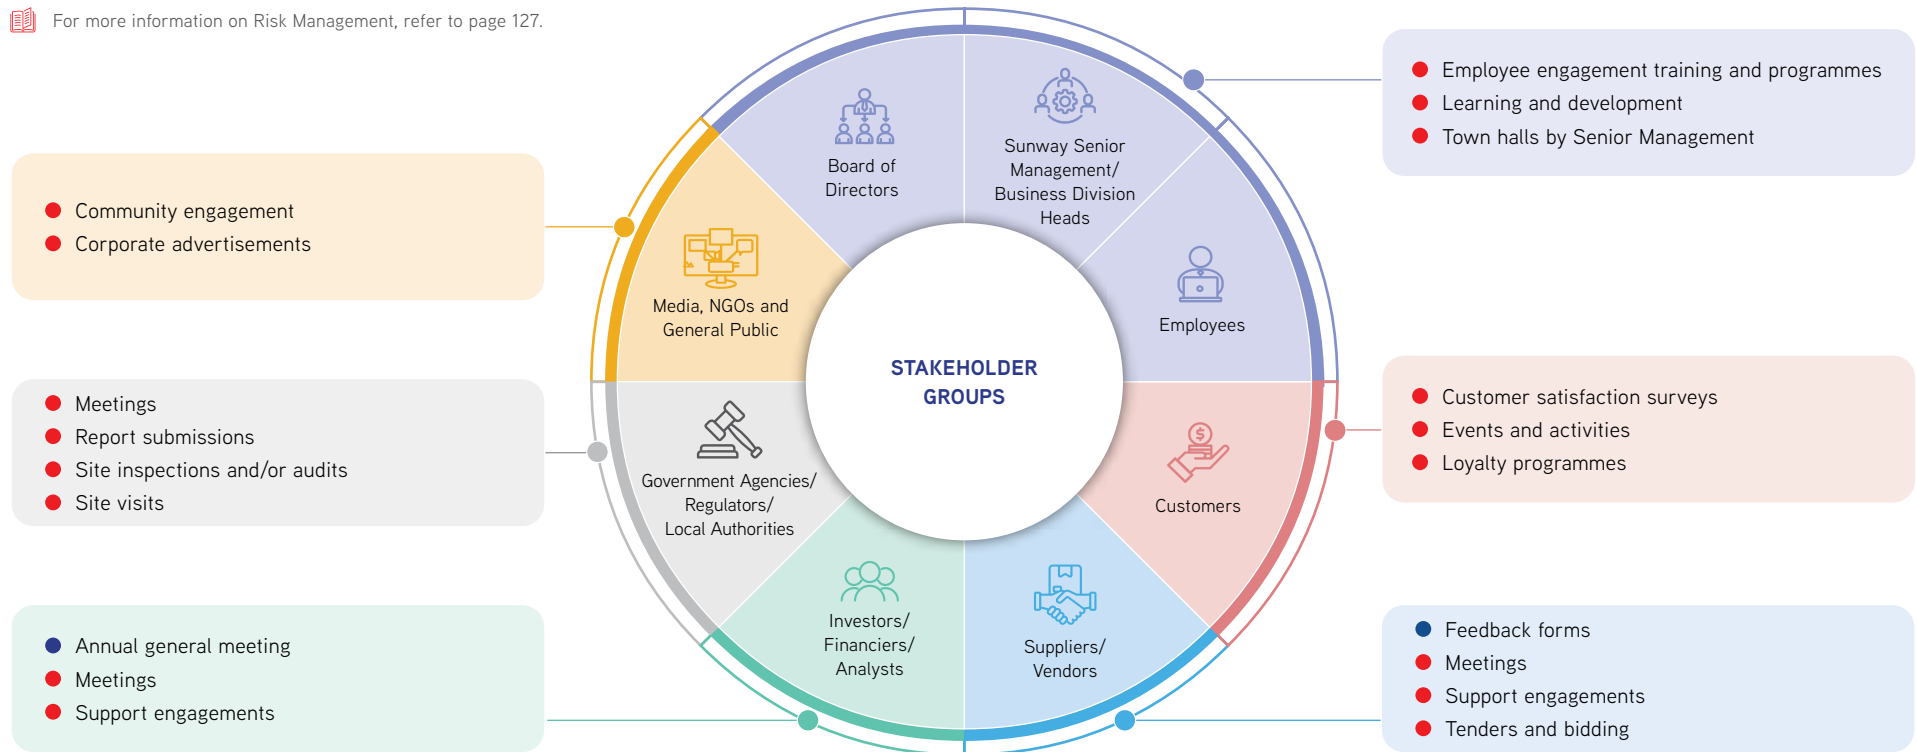 For more information on Risk Management, refer to page 127.
Employee engagement training and programmes
Learning and development
Town halls by Senior Management
Community engagement
Corporate advertisements
Meetings
Report submissions
Site inspections and/or audits
Site visits
Annual general meeting
Meetings
Support engagements
Board of
Directors
Sunway Senior
Management/
Business Division
Heads
Employees
Customers
Suppliers/
Vendors
Investors/
Financiers/
Analysts
Government Agencies/
Regulators/
Local Authorities
Media, NGOs and
General Public
STAKEHOLDER
GROUPS
Customer satisfaction surveys
Events and activities
Loyalty programmes
Feedback forms
Meetings
Support engagements
Tenders and bidding